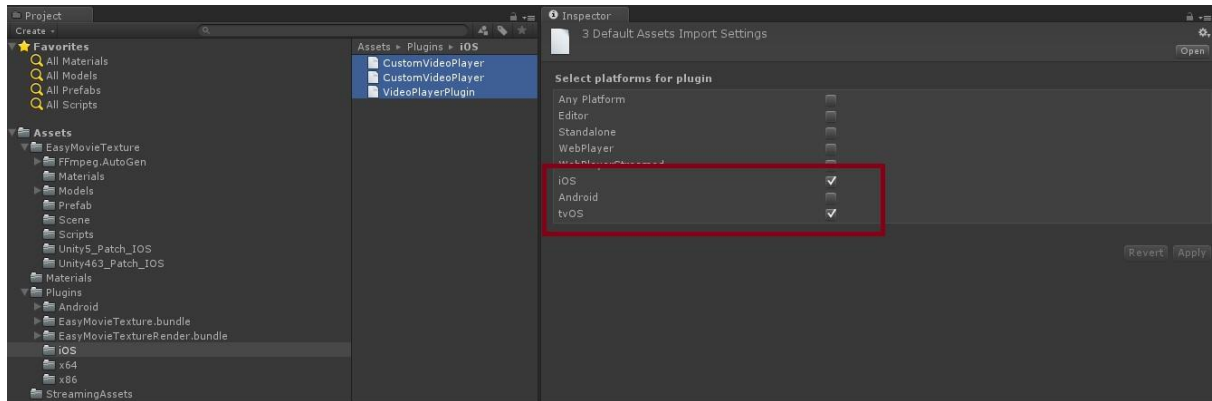 Project
Create
Favorites
All Materials
All Models
All Prefabs
All Scripts
Assets
EasyMovieTexture
FFmpeg.AutoGen
Materials
Models
Prefab
Scene
Scripts
Unity5_Patch_IOS
Unity463_Patch_IOS
Materials
Plugins
Android
EasyMovieTexture.bundle
EasyMovieTextureRender.bundle
iOS
x64
x86
StreamingAssets
Assets ▸ Plugins ▸ iOS
CustomVideoPlayer
CustomVideoPlayer
VideoPlayerPlugin
Inspector
3 Default Assets Import Settings
Open
Select platforms for plugin
Any Platform
Editor
Standalone
WebPlayer
WebPlayerStreamed
iOS
Android
tvOS
Revert Apply